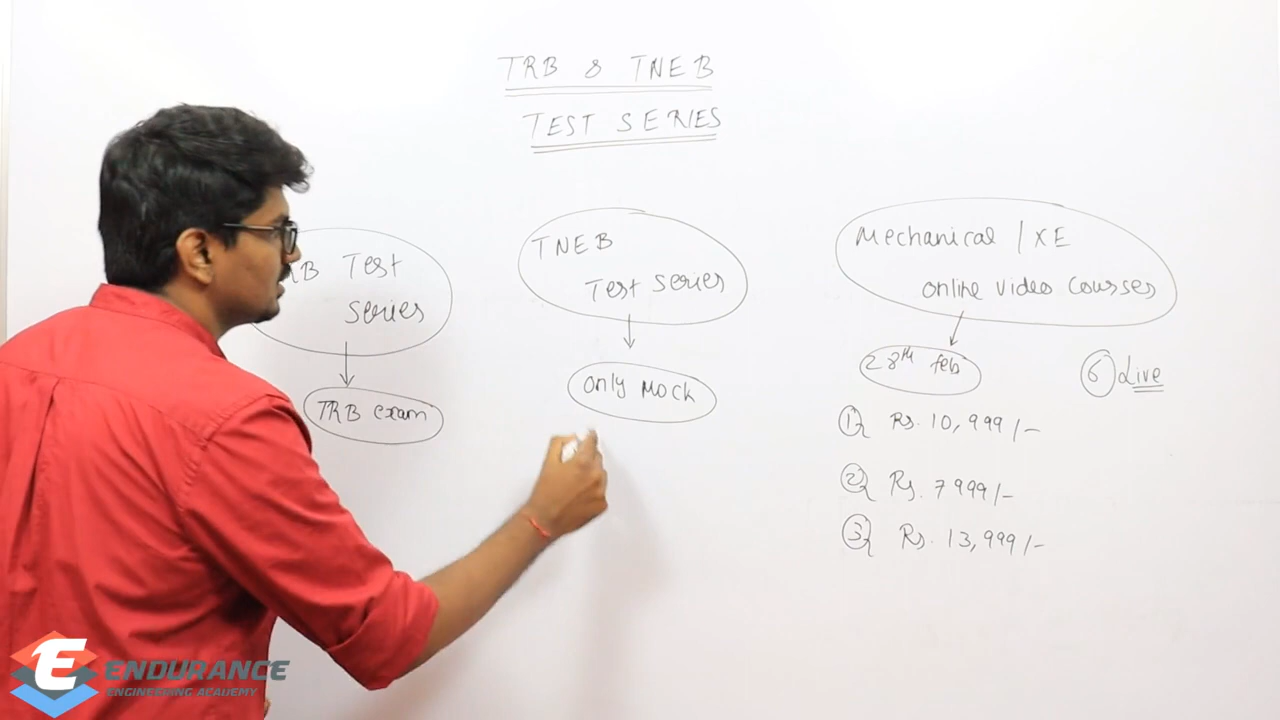 TRB & TNEB
TEST SERIES
RB Test
series
TRB exam
TNEB
Test series
only Mock
Mechanical / XE
online video courses
28th feb
6 Live
1) Rs. 10,999/-
2) Rs. 7999/-
3) Rs. 13,999/-
ENDURANCE
ENGINEERING ACADEMY